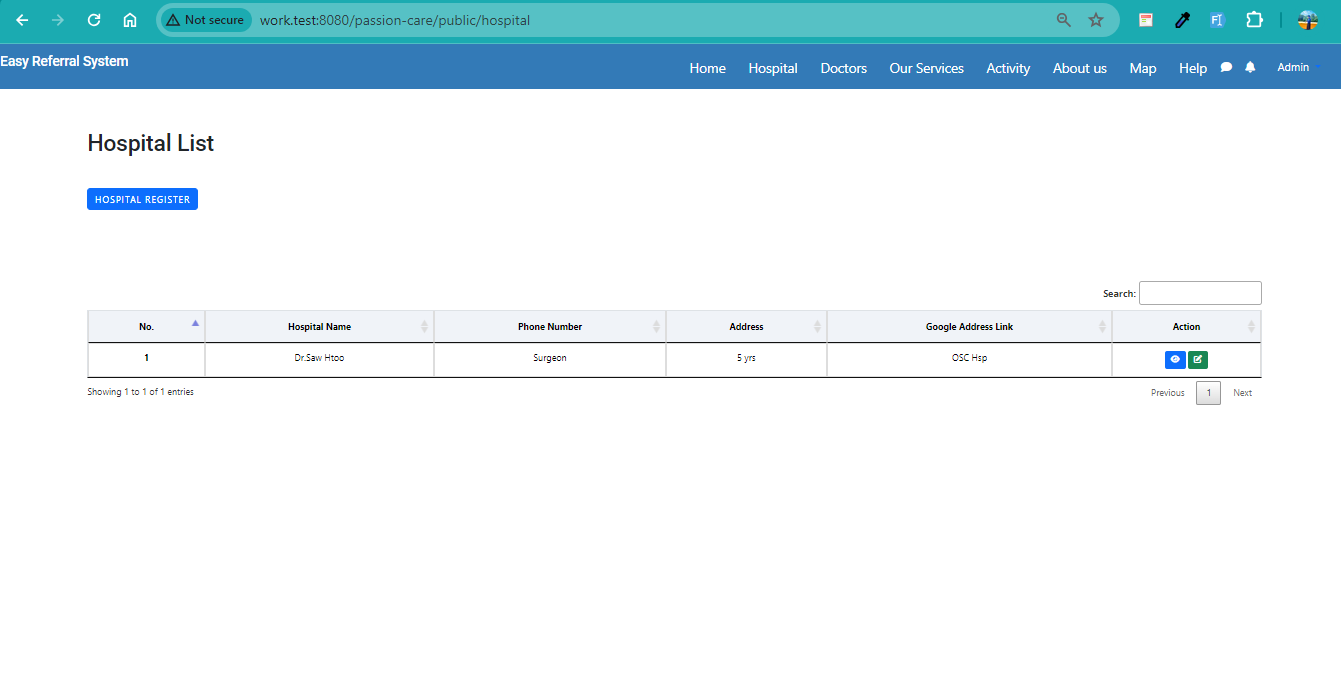 Not secure work.test:8080/passion-care/public/hospital
Easy Referral System
Home Hospital Doctors Our Services Activity About us Map Help Admin
Hospital List
HOSPITAL REGISTER
Search:
No. Hospital Name Phone Number Address Google Address Link Action
1 Dr.Saw Htoo Surgeon 5 yrs OSC Hsp
Showing 1 to 1 of 1 entries Previous 1 Next